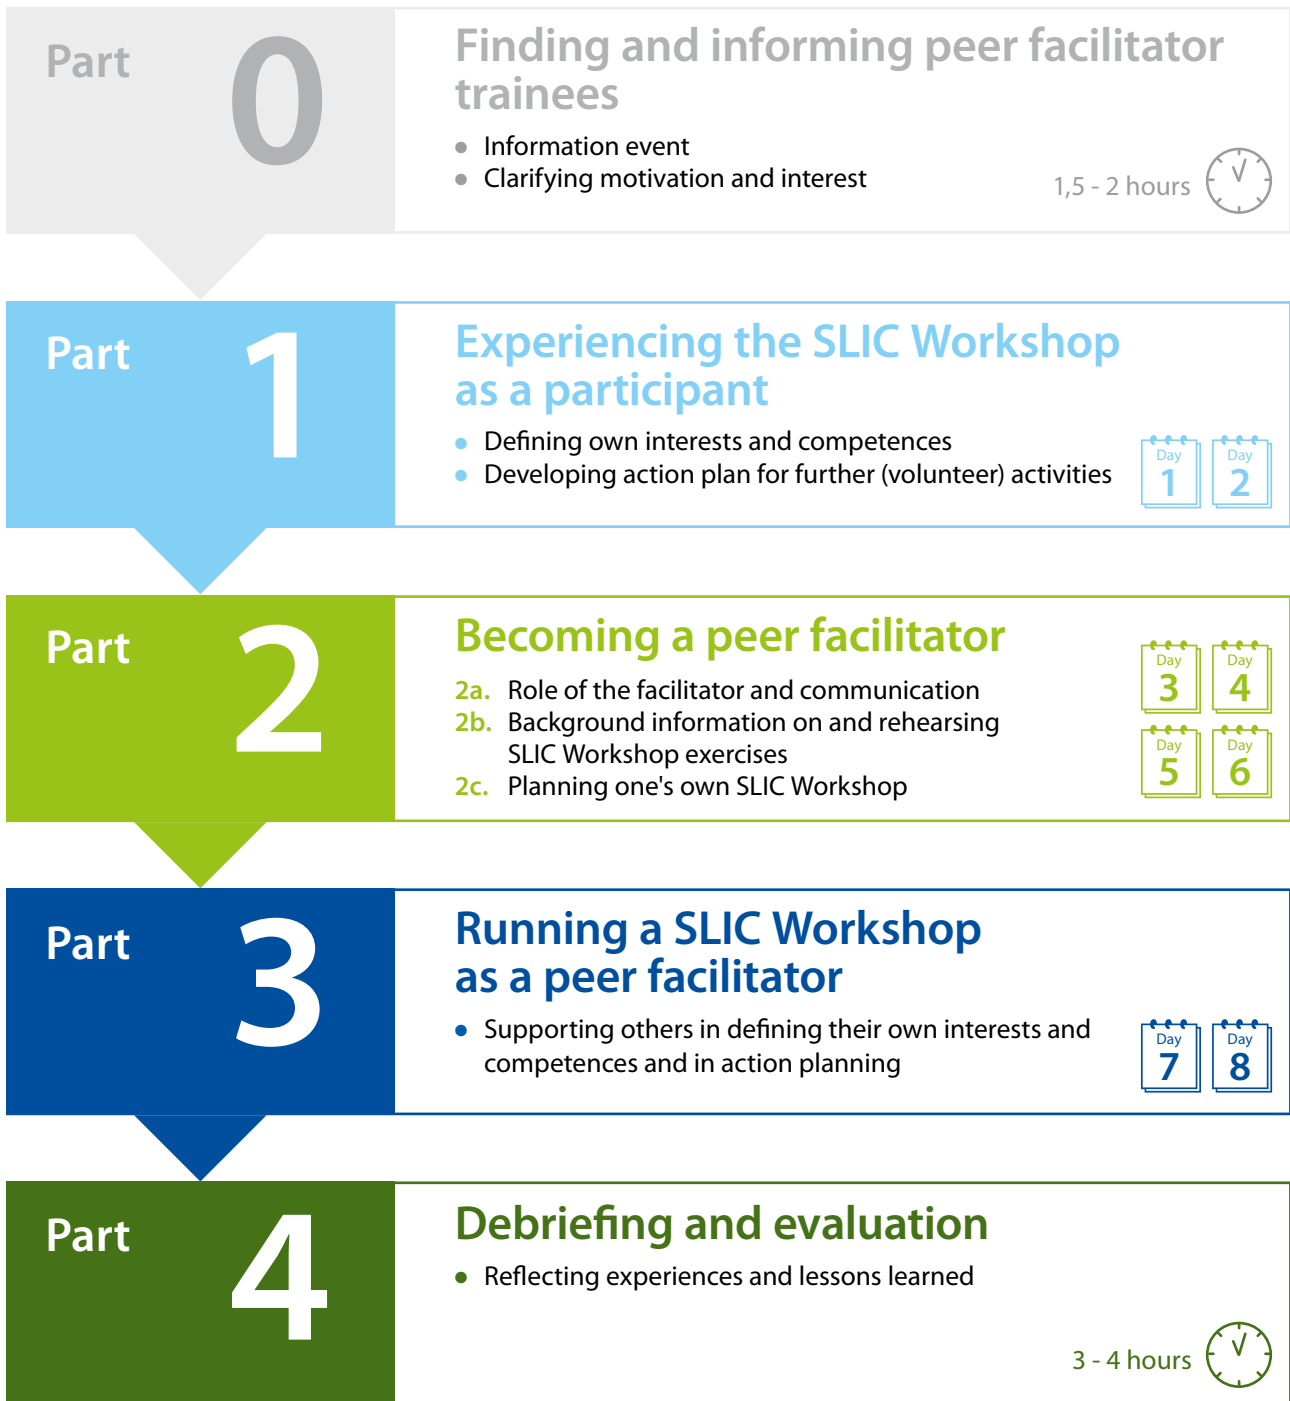 Part 0
Finding and informing peer facilitator
trainees
● Information event
● Clarifying motivation and interest
1,5 - 2 hours
Part 1
Experiencing the SLIC Workshop
as a participant
● Defining own interests and competences
● Developing action plan for further (volunteer) activities
Day 1 Day 2
Part 2
Becoming a peer facilitator
2a. Role of the facilitator and communication
2b. Background information on and rehearsing
SLIC Workshop exercises
2c. Planning one's own SLIC Workshop
Day 3 Day 4
Day 5 Day 6
Part 3
Running a SLIC Workshop
as a peer facilitator
● Supporting others in defining their own interests and
competences and in action planning
Day 7 Day 8
Part 4
Debriefing and evaluation
● Reflecting experiences and lessons learned
3 - 4 hours